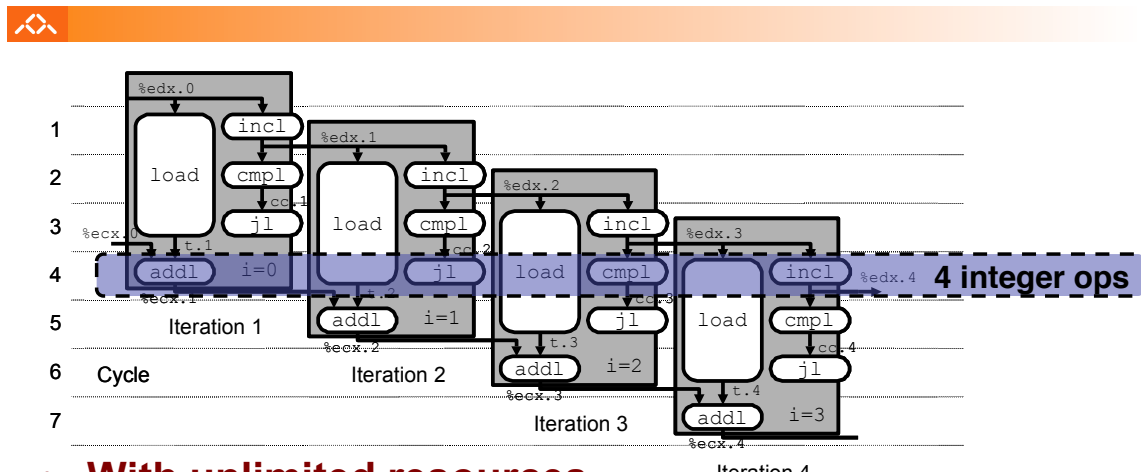 %edx.0
1 incl %edx.1
2 load cmpl incl %edx.2
cc.1
3 %ecx.0 jl load cmpl incl %edx.3
t.1 cc.2
4 addl i=0 jl load cmpl incl %edx.4 4 integer ops
%ecx.1 t.2 cc.3
5 Iteration 1 addl i=1 jl load cmpl
%ecx.2 t.3 cc.4
6 Cycle Iteration 2 addl i=2 jl
%ecx.3 t.4
7 Iteration 3 addl i=3
%ecx.4
With unlimited resources Iteration 4